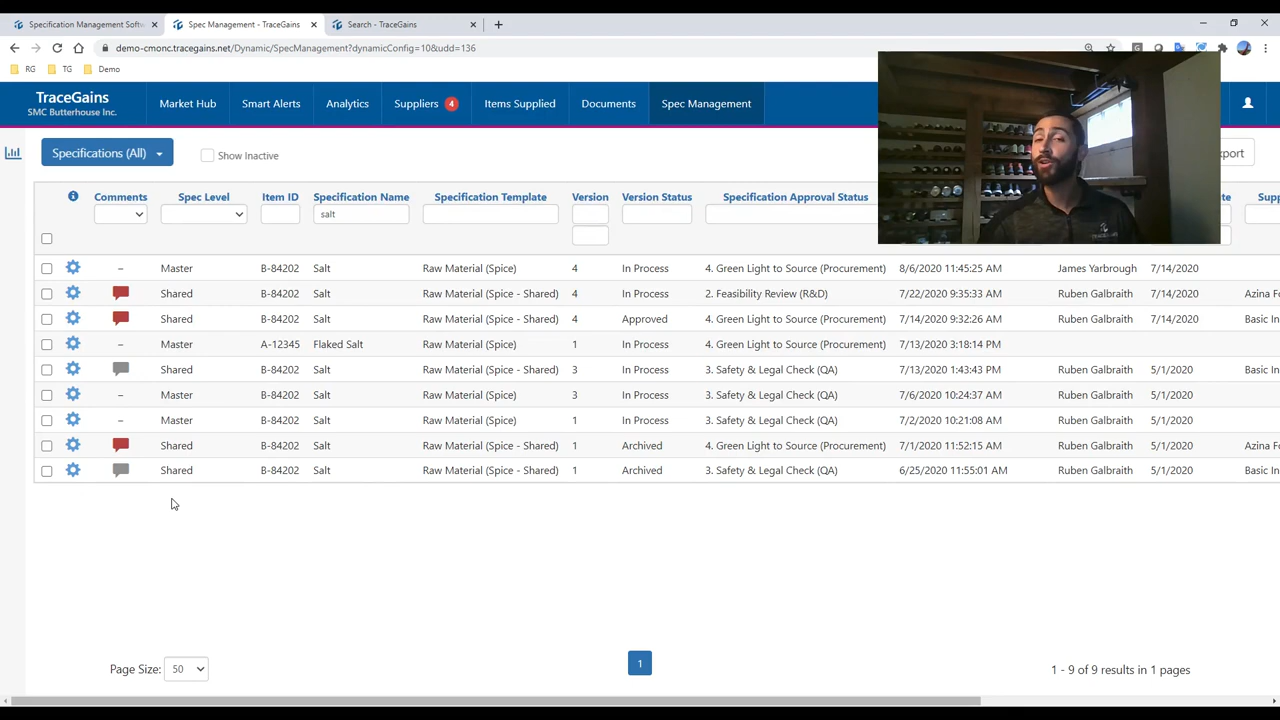 Specification Management Softw
Spec Management - TraceGains
Search - TraceGains
demo-cmonc.tracegains.net/Dynamic/SpecManagement?dynamicConfig=10&udd=136
RG TG Demo
TraceGains
SMC Butterhouse Inc.
Market Hub Smart Alerts Analytics Suppliers 4 Items Supplied Documents Spec Management
Specifications (All) Show Inactive port
Comments Spec Level Item ID Specification Name Specification Template Version Version Status Specification Approval Status te Supp
salt
– Master B-84202 Salt Raw Material (Spice) 4 In Process 4. Green Light to Source (Procurement) 8/6/2020 11:45:25 AM James Yarbrough 7/14/2020
Shared B-84202 Salt Raw Material (Spice - Shared) 4 In Process 2. Feasibility Review (R&D) 7/22/2020 9:35:33 AM Ruben Galbraith 7/14/2020 Azina Fo
Shared B-84202 Salt Raw Material (Spice - Shared) 4 Approved 4. Green Light to Source (Procurement) 7/14/2020 9:32:26 AM Ruben Galbraith 7/14/2020 Basic In
– Master A-12345 Flaked Salt Raw Material (Spice) 1 In Process 4. Green Light to Source (Procurement) 7/13/2020 3:18:14 PM
Shared B-84202 Salt Raw Material (Spice - Shared) 3 In Process 3. Safety & Legal Check (QA) 7/13/2020 1:43:43 PM Ruben Galbraith 5/1/2020 Basic In
– Master B-84202 Salt Raw Material (Spice) 3 In Process 3. Safety & Legal Check (QA) 7/6/2020 10:24:37 AM Ruben Galbraith 5/1/2020
– Master B-84202 Salt Raw Material (Spice) 1 In Process 3. Safety & Legal Check (QA) 7/2/2020 10:21:08 AM Ruben Galbraith 5/1/2020
Shared B-84202 Salt Raw Material (Spice - Shared) 1 Archived 4. Green Light to Source (Procurement) 7/1/2020 11:52:15 AM Ruben Galbraith 5/1/2020 Azina Fo
Shared B-84202 Salt Raw Material (Spice - Shared) 1 Archived 3. Safety & Legal Check (QA) 6/25/2020 11:55:01 AM Ruben Galbraith 5/1/2020 Basic In
Page Size: 50 1 1 - 9 of 9 results in 1 pages